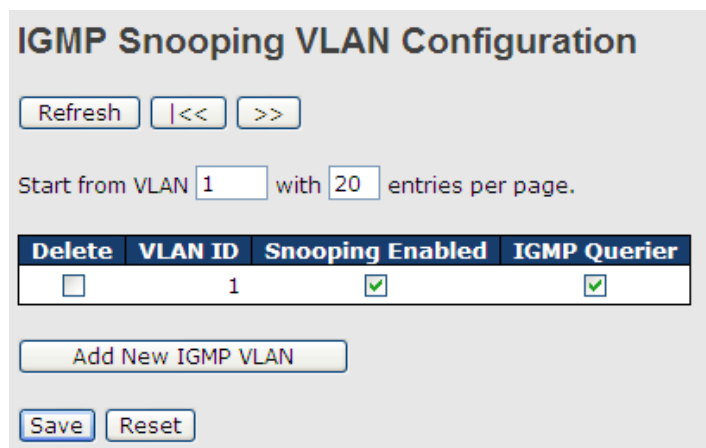 IGMP Snooping VLAN Configuration
Refresh |<< >>
Start from VLAN 1 with 20 entries per page.
Delete VLAN ID Snooping Enabled IGMP Querier
1
Add New IGMP VLAN
Save Reset